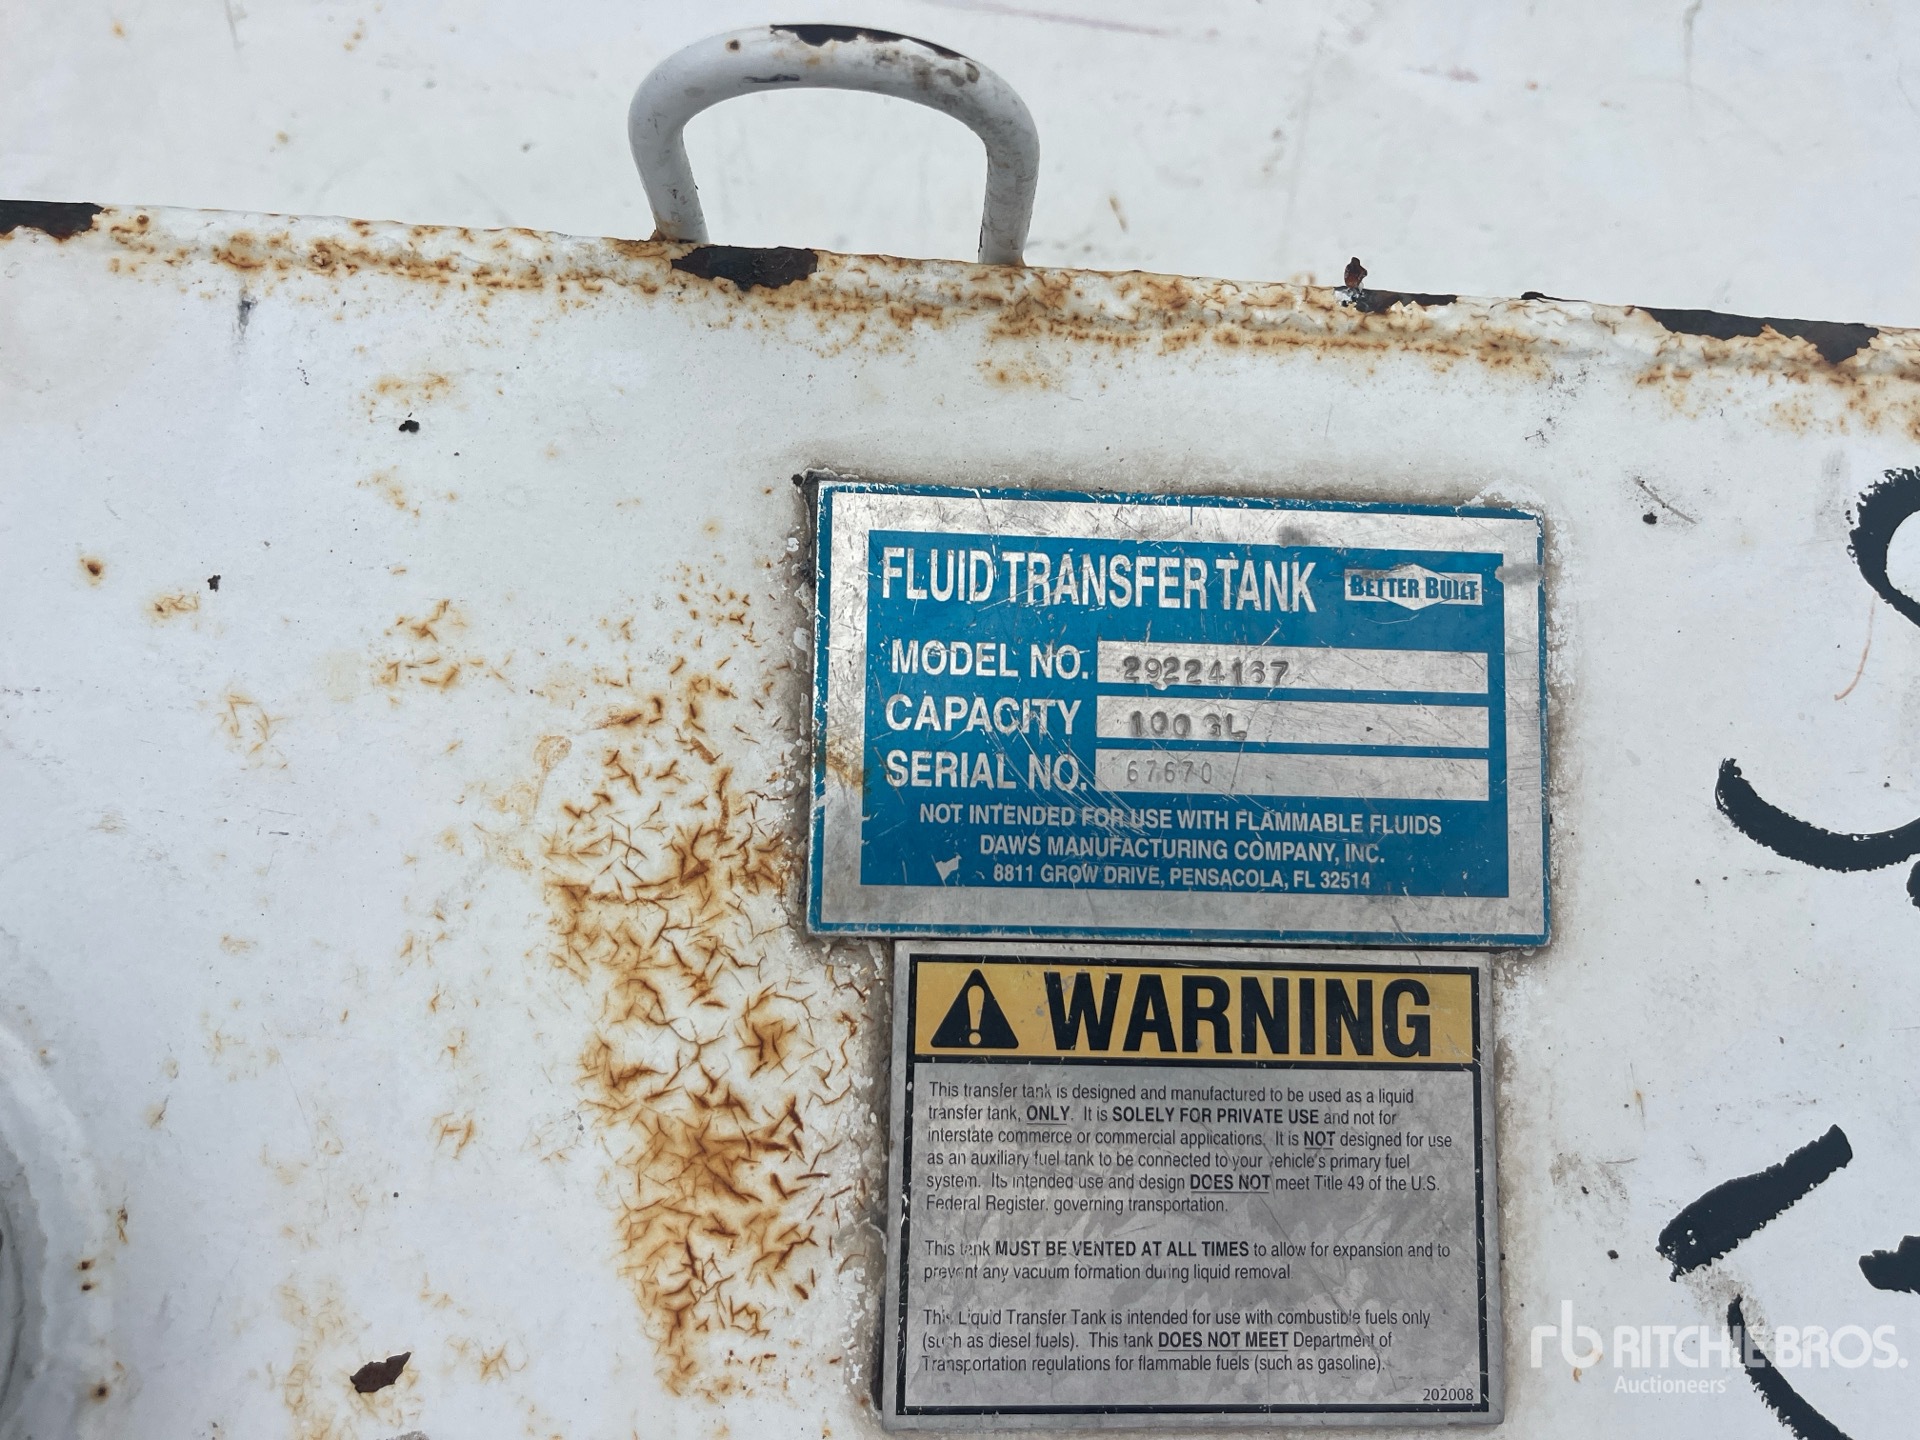 FLUID TRANSFER TANK BETTER BUILT
MODEL NO. 29224167
CAPACITY 100 GL
SERIAL NO. 67670
NOT INTENDED FOR USE WITH FLAMMABLE FLUIDS
DAWS MANUFACTURING COMPANY, INC.
8811 GROW DRIVE, PENSACOLA, FL 32514
WARNING
This transfer tank is designed and manufactured to be used as a liquid
transfer tank, ONLY. It is SOLELY FOR PRIVATE USE and not for
interstate commerce or commercial applications. It is NOT designed for use
as an auxiliary fuel tank to be connected to your vehicle's primary fuel
system. Its intended use and design DOES NOT meet Title 49 of the U.S.
Federal Register, governing transportation.
This tank MUST BE VENTED AT ALL TIMES to allow for expansion and to
prevent any vacuum formation during liquid removal.
This Liquid Transfer Tank is intended for use with combustible fuels only
(such as diesel fuels). This tank DOES NOT MEET Department of
Transportation regulations for flammable fuels (such as gasoline).
202008
rb RITCHIE BROS.
Auctioneers